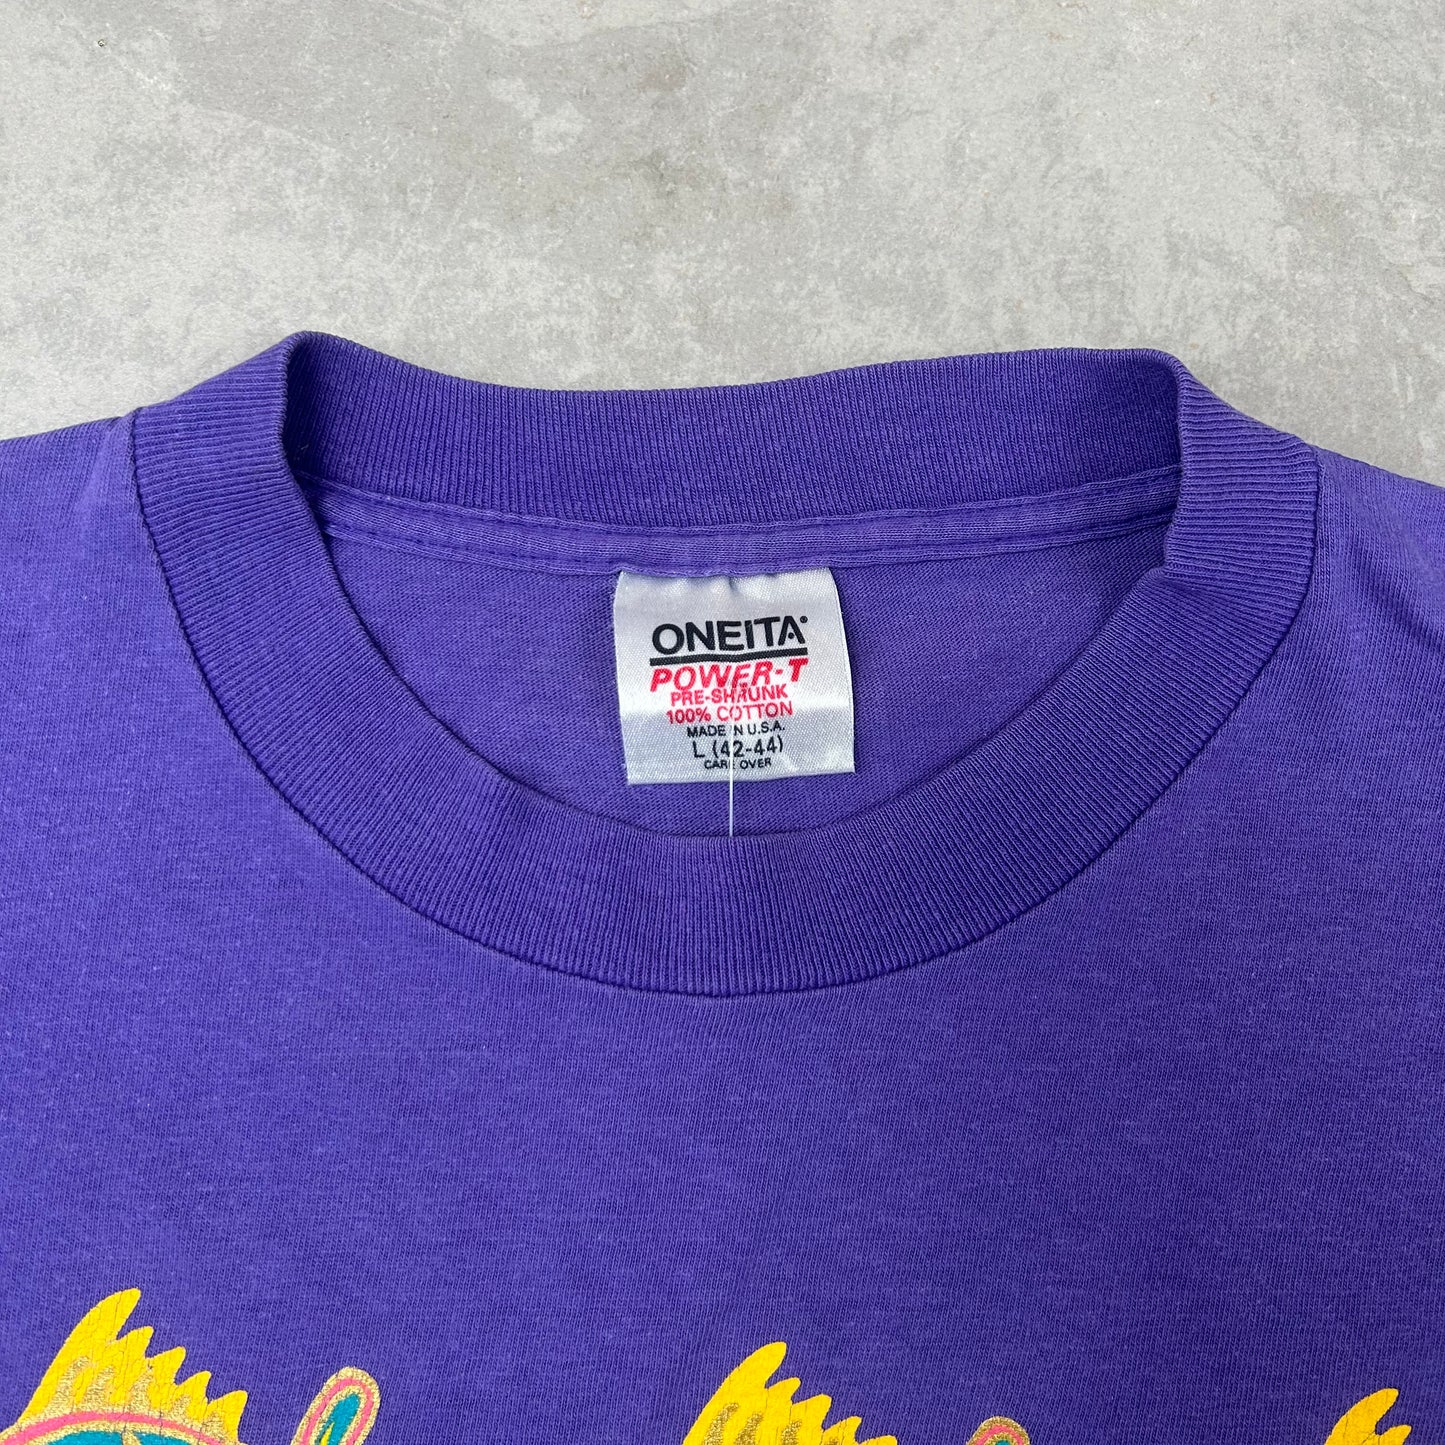 ONEITA®
POWER-T
PRE-SHRUNK
100% COTTON
MADE IN U.S.A.
L (42-44)
CARE OVER